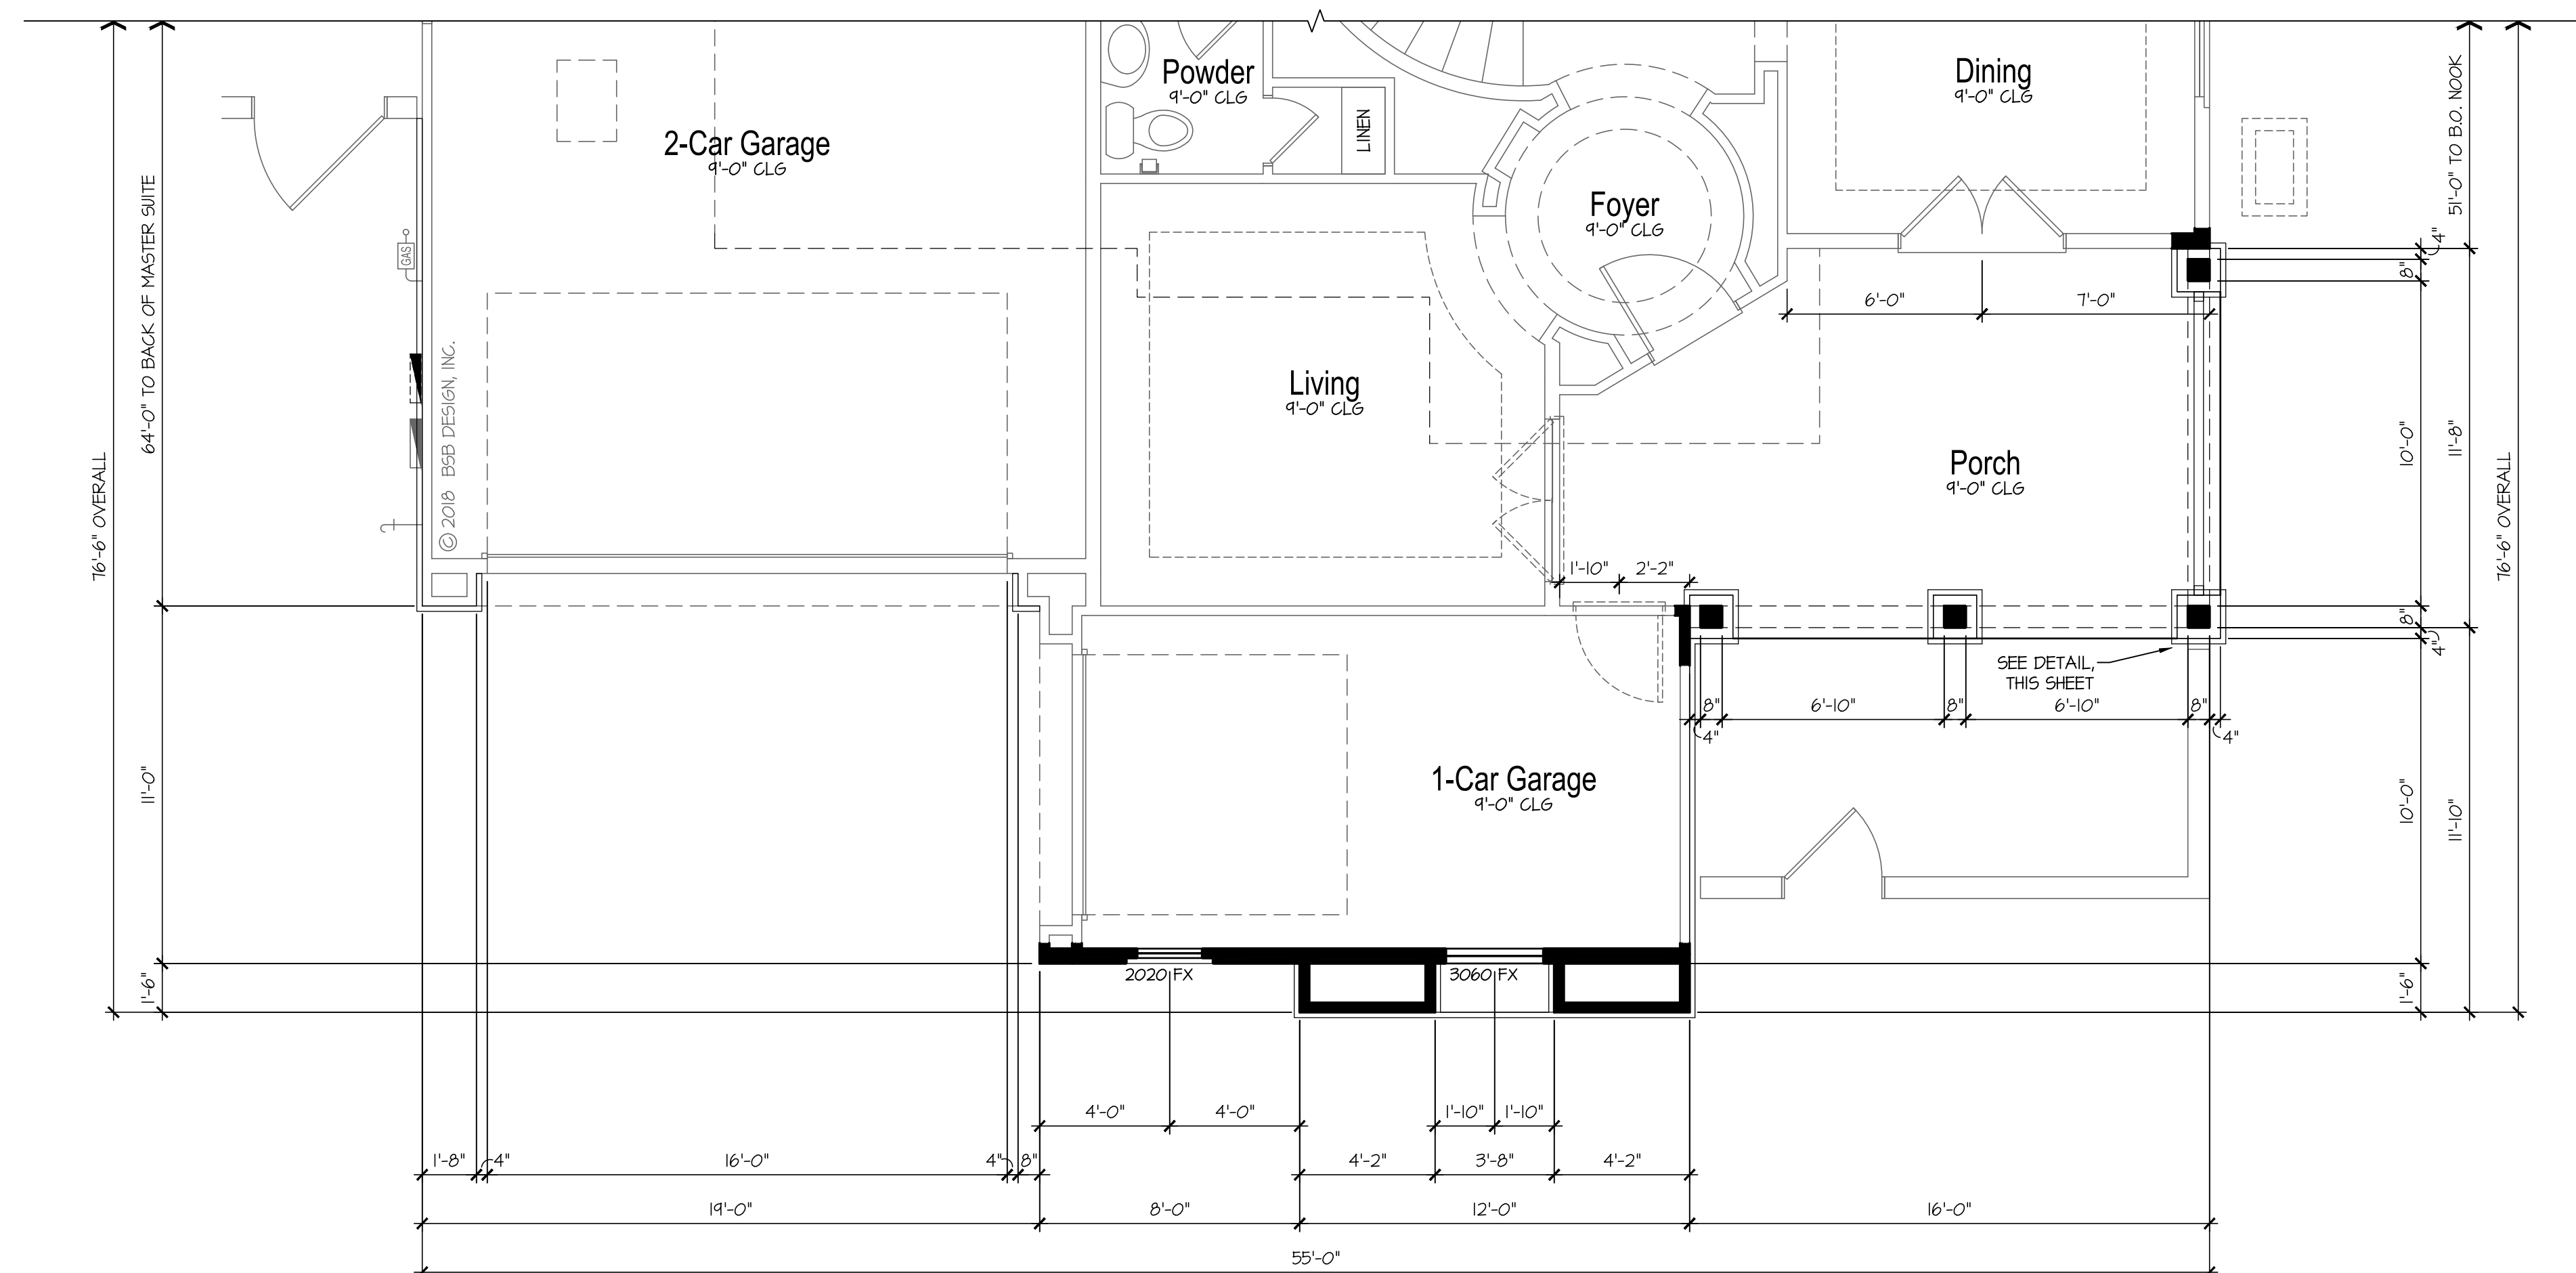 Powder
9'-0" CLG
Dining
9'-0" CLG
2-Car Garage
9'-0" CLG
LINEN
Foyer
9'-0" CLG
GAS
Living
9'-0" CLG
Porch
9'-0" CLG
© 2018 BSB DESIGN, INC.
76'-6" OVERALL
64'-0" TO BACK OF MASTER SUITE
11'-0"
1'-6"
51'-0" TO B.O. NOOK
4"
8"
10'-0"
11'-8"
76'-6" OVERALL
8"
4"
10'-0"
11'-10"
1'-6"
6'-0"
7'-0"
1'-10"
2'-2"
SEE DETAIL,
THIS SHEET
8"
6'-10"
8"
6'-10"
8"
4"
4"
1-Car Garage
9'-0" CLG
2020 FX
3060 FX
4'-0"
4'-0"
1'-10"
1'-10"
1'-8"
4"
16'-0"
4"
8"
4'-2"
3'-8"
4'-2"
19'-0"
8'-0"
12'-0"
16'-0"
55'-0"